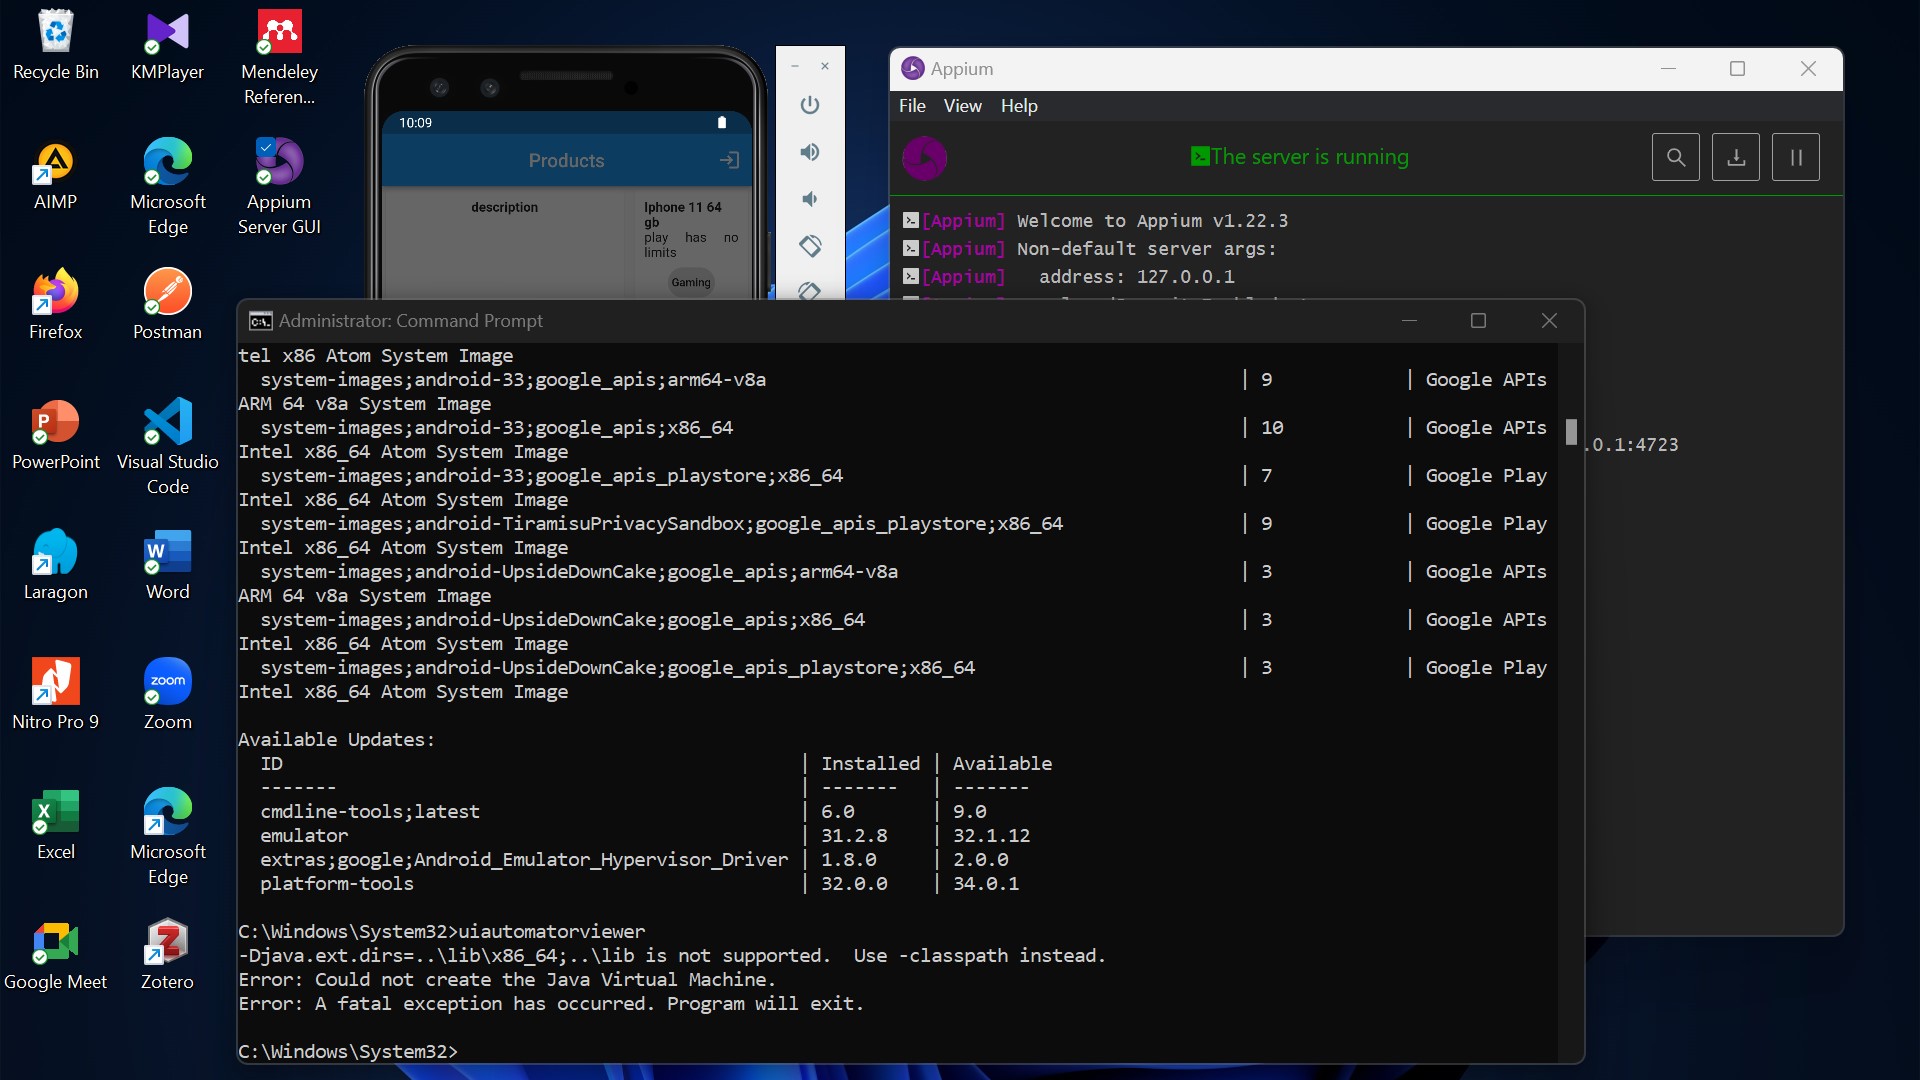 Recycle Bin
KMPlayer
Mendeley
Referen...
AIMP
Microsoft
Edge
Appium
Server GUI
Firefox
Postman
PowerPoint
Visual Studio
Code
Laragon
Word
Nitro Pro 9
Zoom
zoom
Excel
Microsoft
Edge
Google Meet
Zotero
10:09
Products
description
Iphone 11 64
gb
play has no
limits
Gaming
Appium
File View Help
The server is running
[Appium] Welcome to Appium v1.22.3
[Appium] Non-default server args:
[Appium]   address: 127.0.0.1
.0.1:4723
Administrator: Command Prompt
tel x86 Atom System Image
  system-images;android-33;google_apis;arm64-v8a | 9 | Google APIs
ARM 64 v8a System Image
  system-images;android-33;google_apis;x86_64 | 10 | Google APIs
Intel x86_64 Atom System Image
  system-images;android-33;google_apis_playstore;x86_64 | 7 | Google Play
Intel x86_64 Atom System Image
  system-images;android-TiramisuPrivacySandbox;google_apis_playstore;x86_64 | 9 | Google Play
Intel x86_64 Atom System Image
  system-images;android-UpsideDownCake;google_apis;arm64-v8a | 3 | Google APIs
ARM 64 v8a System Image
  system-images;android-UpsideDownCake;google_apis;x86_64 | 3 | Google APIs
Intel x86_64 Atom System Image
  system-images;android-UpsideDownCake;google_apis_playstore;x86_64 | 3 | Google Play
Intel x86_64 Atom System Image
Available Updates:
  ID | Installed | Available
  ------- | ------- | -------
  cmdline-tools;latest | 6.0 | 9.0
  emulator | 31.2.8 | 32.1.12
  extras;google;Android_Emulator_Hypervisor_Driver | 1.8.0 | 2.0.0
  platform-tools | 32.0.0 | 34.0.1
C:\Windows\System32>uiautomatorviewer
-Djava.ext.dirs=..\lib\x86_64;..\lib is not supported.  Use -classpath instead.
Error: Could not create the Java Virtual Machine.
Error: A fatal exception has occurred. Program will exit.
C:\Windows\System32>